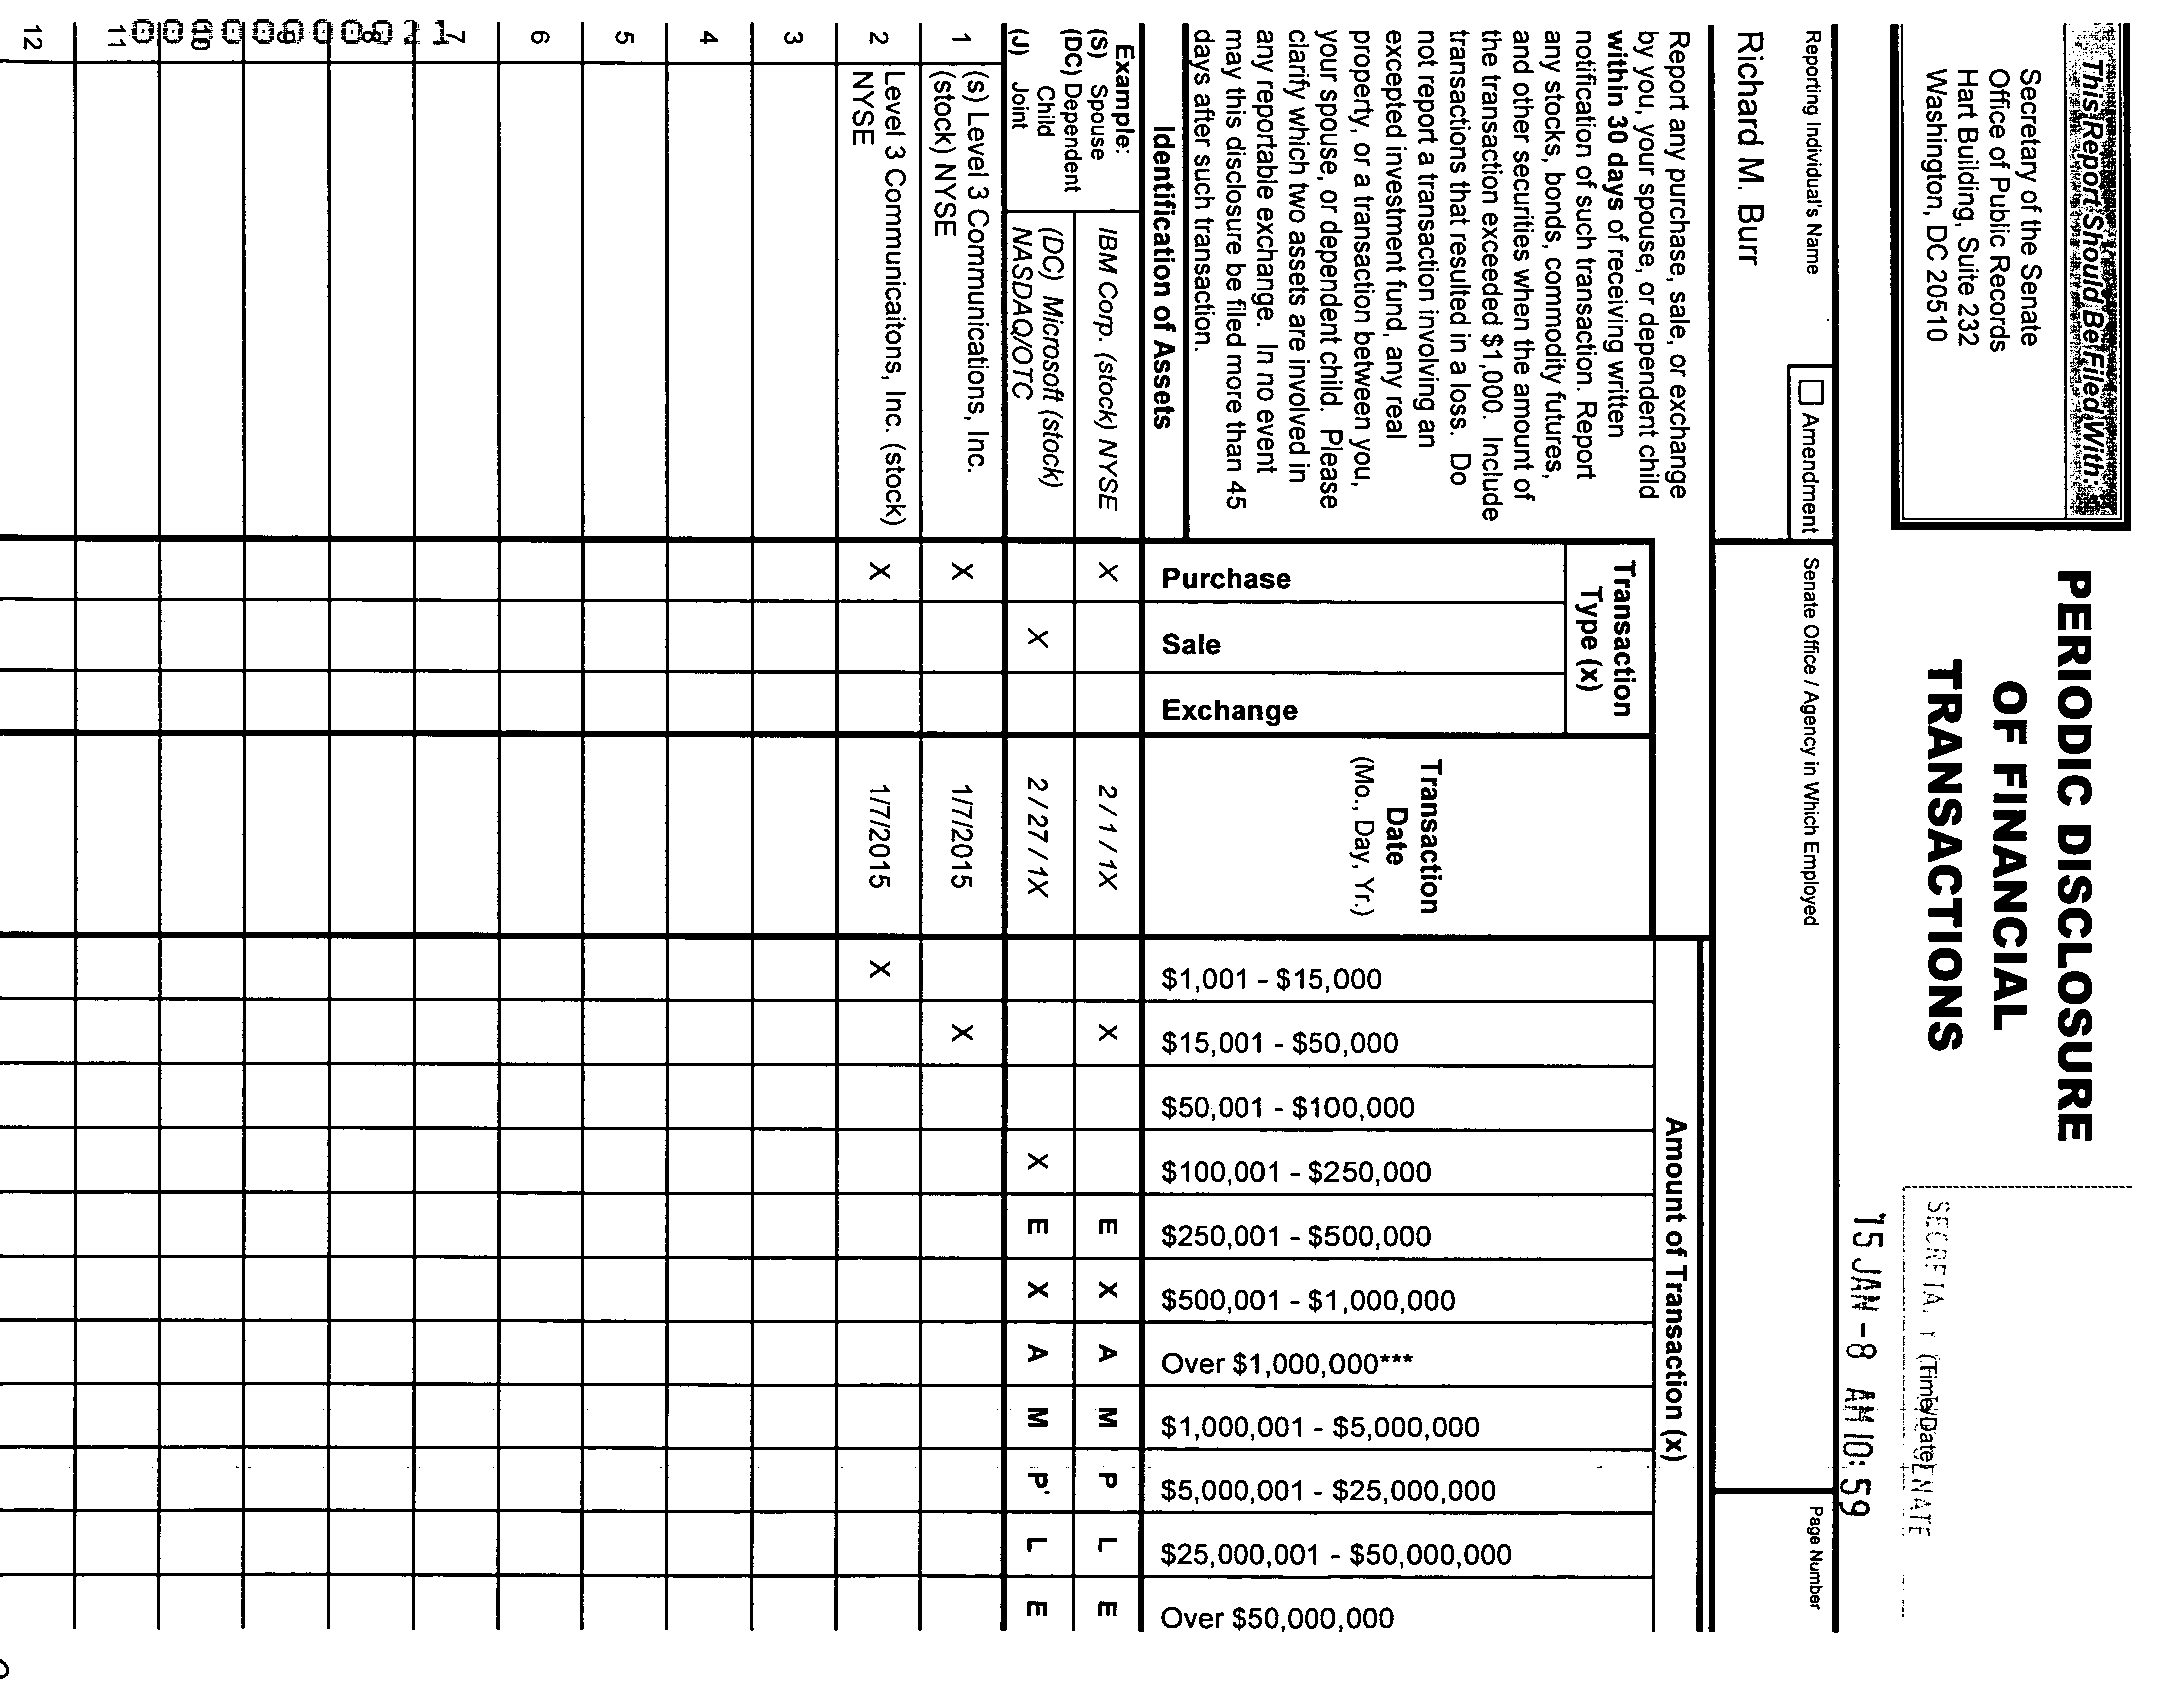 This Report Should Be Filed With:
Secretary of the Senate
Office of Public Records
Hart Building, Suite 232
Washington, DC 20510
PERIODIC DISCLOSURE
OF FINANCIAL
TRANSACTIONS
(Time/Date)
15 JAN -8 AM 10:59
Reporting Individual's Name
Richard M. Burr
Amendment
Senate Office / Agency in Which Employed
Page Number
Report any purchase, sale, or exchange
by you, your spouse, or dependent child
within 30 days of receiving written
notification of such transaction. Report
any stocks, bonds, commodity futures,
and other securities when the amount of
the transaction exceeded $1,000. Include
transactions that resulted in a loss. Do
not report a transaction involving an
excepted investment fund, any real
property, or a transaction between you,
your spouse, or dependent child. Please
clarify which two assets are involved in
any reportable exchange. In no event
may this disclosure be filed more than 45
days after such transaction.
Identification of Assets
Transaction
Type (x)
Purchase
Sale
Exchange
Transaction
Date
(Mo., Day, Yr.)
Amount of Transaction (x)
$1,001 - $15,000
$15,001 - $50,000
$50,001 - $100,000
$100,001 - $250,000
$250,001 - $500,000
$500,001 - $1,000,000
Over $1,000,000***
$1,000,001 - $5,000,000
$5,000,001 - $25,000,000
$25,000,001 - $50,000,000
Over $50,000,000
Example:
(S) Spouse
(DC) Dependent
Child
(J) Joint
IBM Corp. (stock) NYSE X 2 / 1 / 1X X E X A M P L E
(DC) Microsoft (stock)
NASDAQ/OTC X 2 / 27 / 1X X E X A M P L E
1 (s) Level 3 Communications, Inc.
(stock) NYSE X 1/7/2015 X
2 Level 3 Communicaitons, Inc. (stock)
NYSE X 1/7/2015 X
3
4
5
6
7
8
9
10
11
12